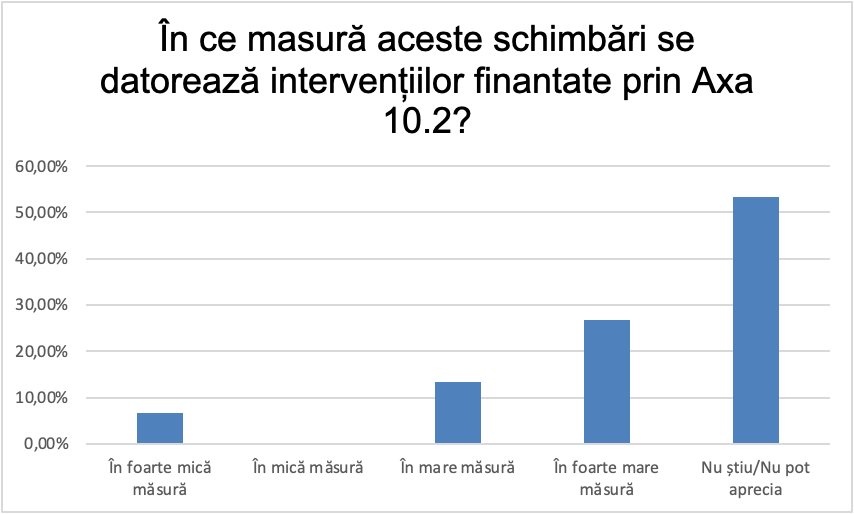 În ce masură aceste schimbări se
datorează intervențiilor finantate prin Axa
10.2?
60,00%
50,00%
40,00%
30,00%
20,00%
10,00%
0,00%
În foarte mică
măsură
În mică măsură
În mare măsură
În foarte mare
măsură
Nu știu/Nu pot
aprecia